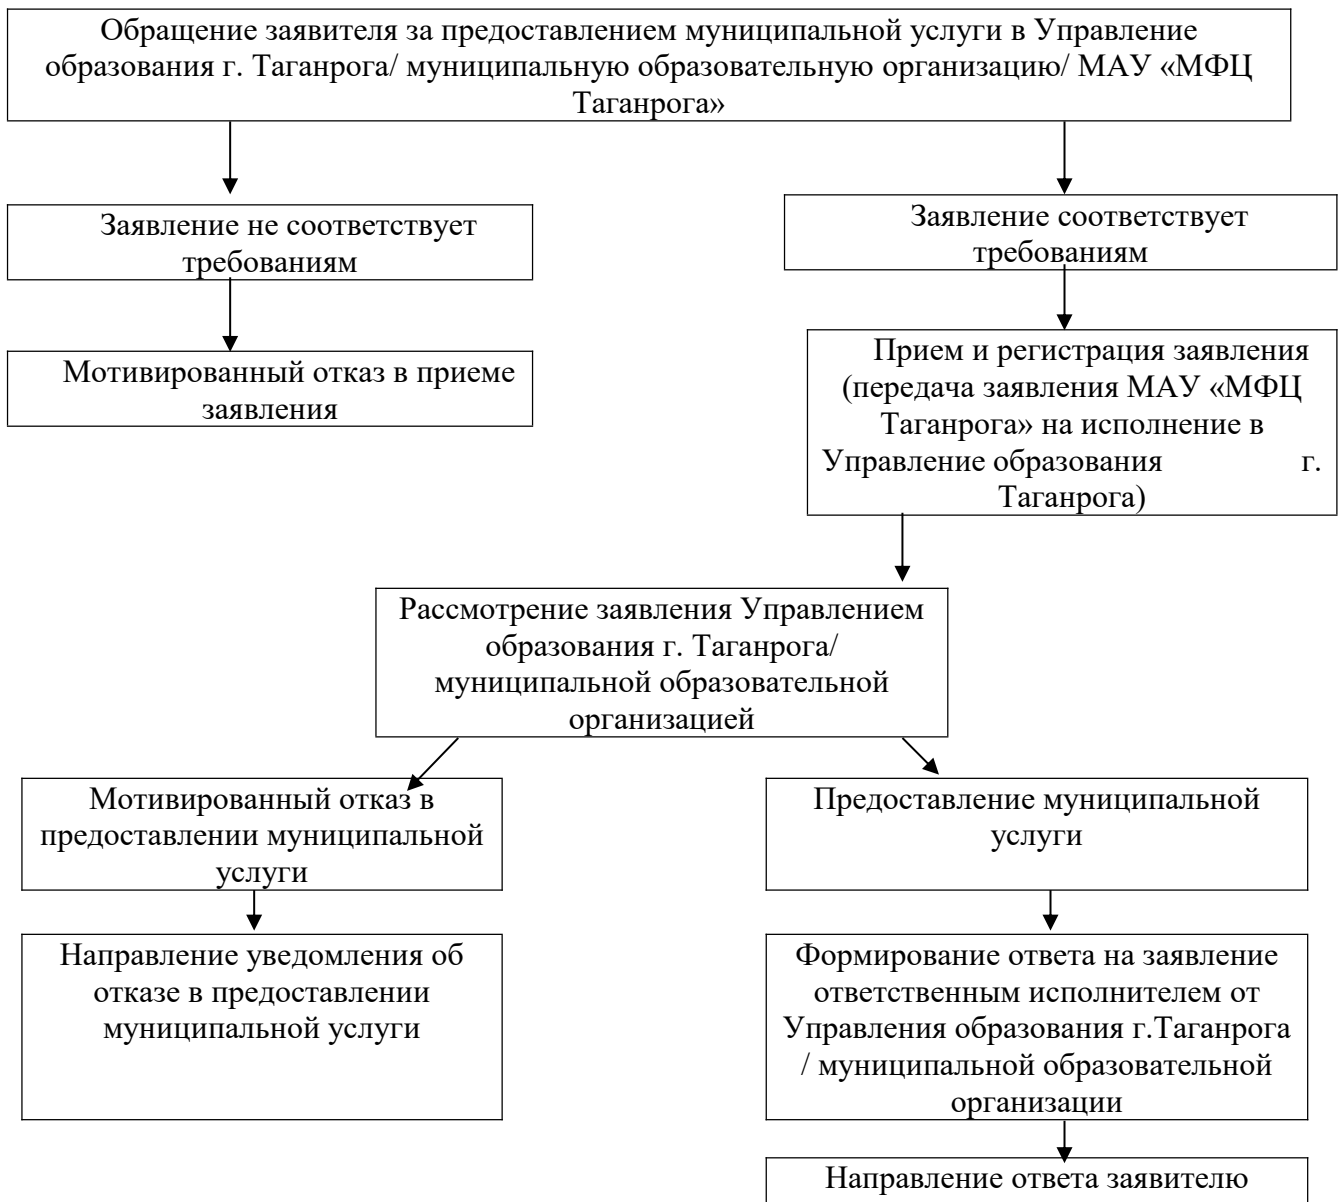 Обращение заявителя за предоставлением муниципальной услуги в Управление
образования г. Таганрога/ муниципальную образовательную организацию/ МАУ «МФЦ
Таганрога»
Заявление не соответствует
требованиям
Заявление соответствует
требованиям
Мотивированный отказ в приеме
заявления
Прием и регистрация заявления
(передача заявления МАУ «МФЦ
Таганрога» на исполнение в
Управление образования г.
Таганрога)
Рассмотрение заявления Управлением
образования г. Таганрога/
муниципальной образовательной
организацией
Мотивированный отказ в
предоставлении муниципальной
услуги
Предоставление муниципальной
услуги
Направление уведомления об
отказе в предоставлении
муниципальной услуги
Формирование ответа на заявление
ответственным исполнителем от
Управления образования г.Таганрога
/ муниципальной образовательной
организации
Направление ответа заявителю